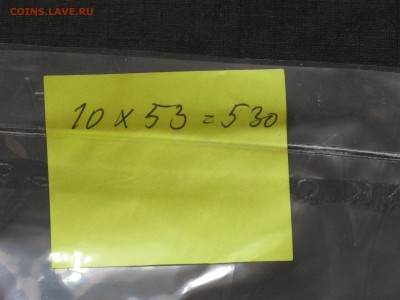 COINS.LAVE.RU
10 x 53 = 530